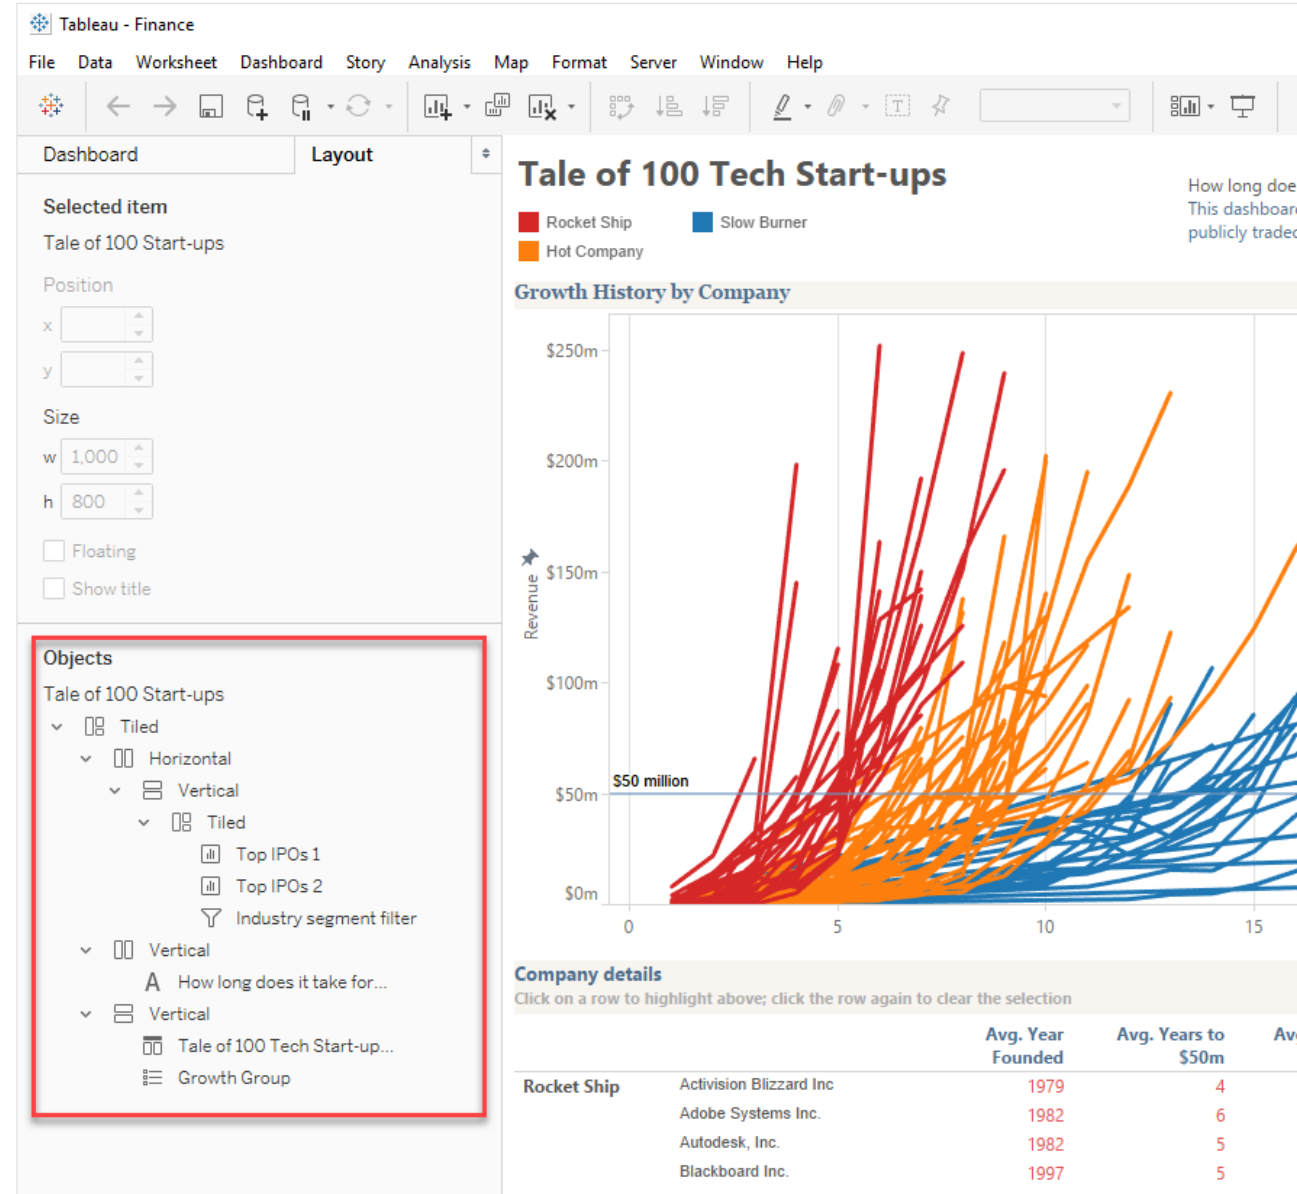 Tableau - Finance
File Data Worksheet Dashboard Story Analysis Map Format Server Window Help
Dashboard Layout
Selected item
Tale of 100 Start-ups
Position
x
y
Size
w 1,000
h 800
Floating
Show title
Objects
Tale of 100 Start-ups
Tiled
Horizontal
Vertical
Tiled
Top IPOs 1
Top IPOs 2
Industry segment filter
Vertical
A How long does it take for...
Vertical
Tale of 100 Tech Start-up...
Growth Group
Tale of 100 Tech Start-ups
Rocket Ship Slow Burner
Hot Company
How long doe
This dashboar
publicly traded
Growth History by Company
$250m
$200m
$150m
$100m
$50m
$0m
Revenue
$50 million
0 5 10 15
Company details
Click on a row to highlight above; click the row again to clear the selection
Avg. Year Founded Avg. Years to $50m Av
Rocket Ship Activision Blizzard Inc 1979 4
Adobe Systems Inc. 1982 6
Autodesk, Inc. 1982 5
Blackboard Inc. 1997 5